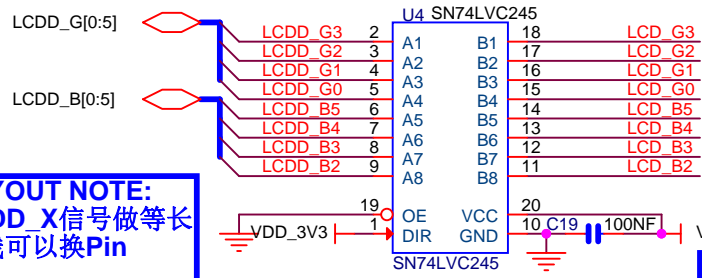 U4 SN74LVC245
LCDD_G[0:5]
LCDD_G3 2 A1 B1 18 LCD_G3
LCDD_G2 3 A2 B2 17 LCD_G2
LCDD_G1 4 A3 B3 16 LCD_G1
LCDD_G0 5 A4 B4 15 LCD_G0
LCDD_B[0:5]
LCDD_B5 6 A5 B5 14 LCD_B5
LCDD_B4 7 A6 B6 13 LCD_B4
LCDD_B3 8 A7 B7 12 LCD_B3
LCDD_B2 9 A8 B8 11 LCD_B2
YOUT NOTE:
DD_X信号做等长
可以换Pin
19 OE VCC 20
VDD_3V3 1 DIR GND 10 C19 100NF V
SN74LVC245